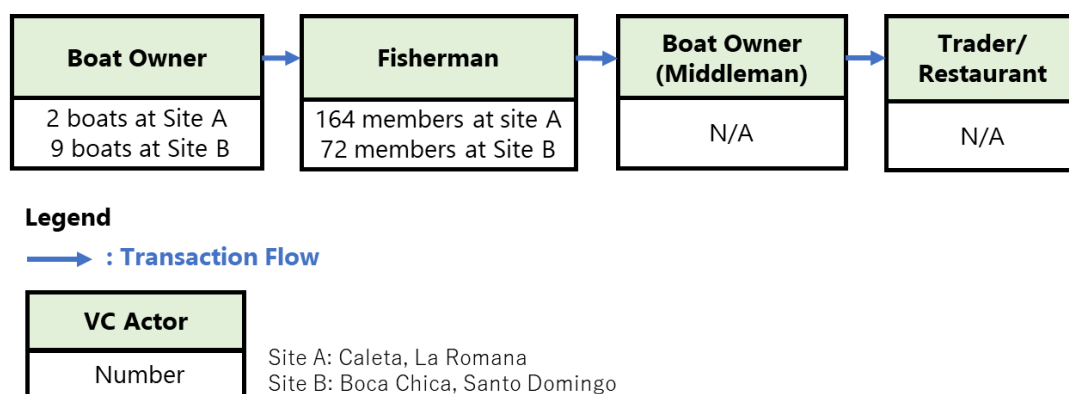 Boat Owner
2 boats at Site A
9 boats at Site B
Fisherman
164 members at site A
72 members at Site B
Boat Owner
(Middleman)
N/A
Trader/
Restaurant
N/A
Legend
: Transaction Flow
VC Actor
Number
Site A: Caleta, La Romana
Site B: Boca Chica, Santo Domingo